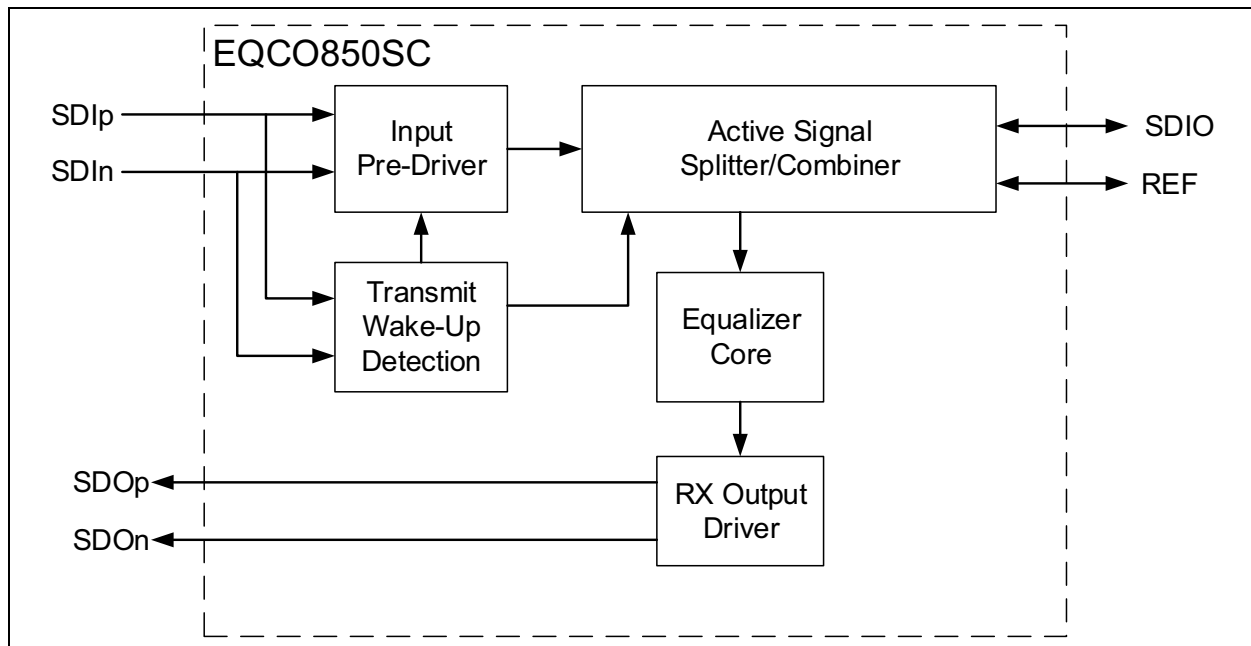 EQCO850SC
SDIp
SDIn
Input
Pre-Driver
Active Signal
Splitter/Combiner
SDIO
REF
Transmit
Wake-Up
Detection
Equalizer
Core
SDOp
SDOn
RX Output
Driver